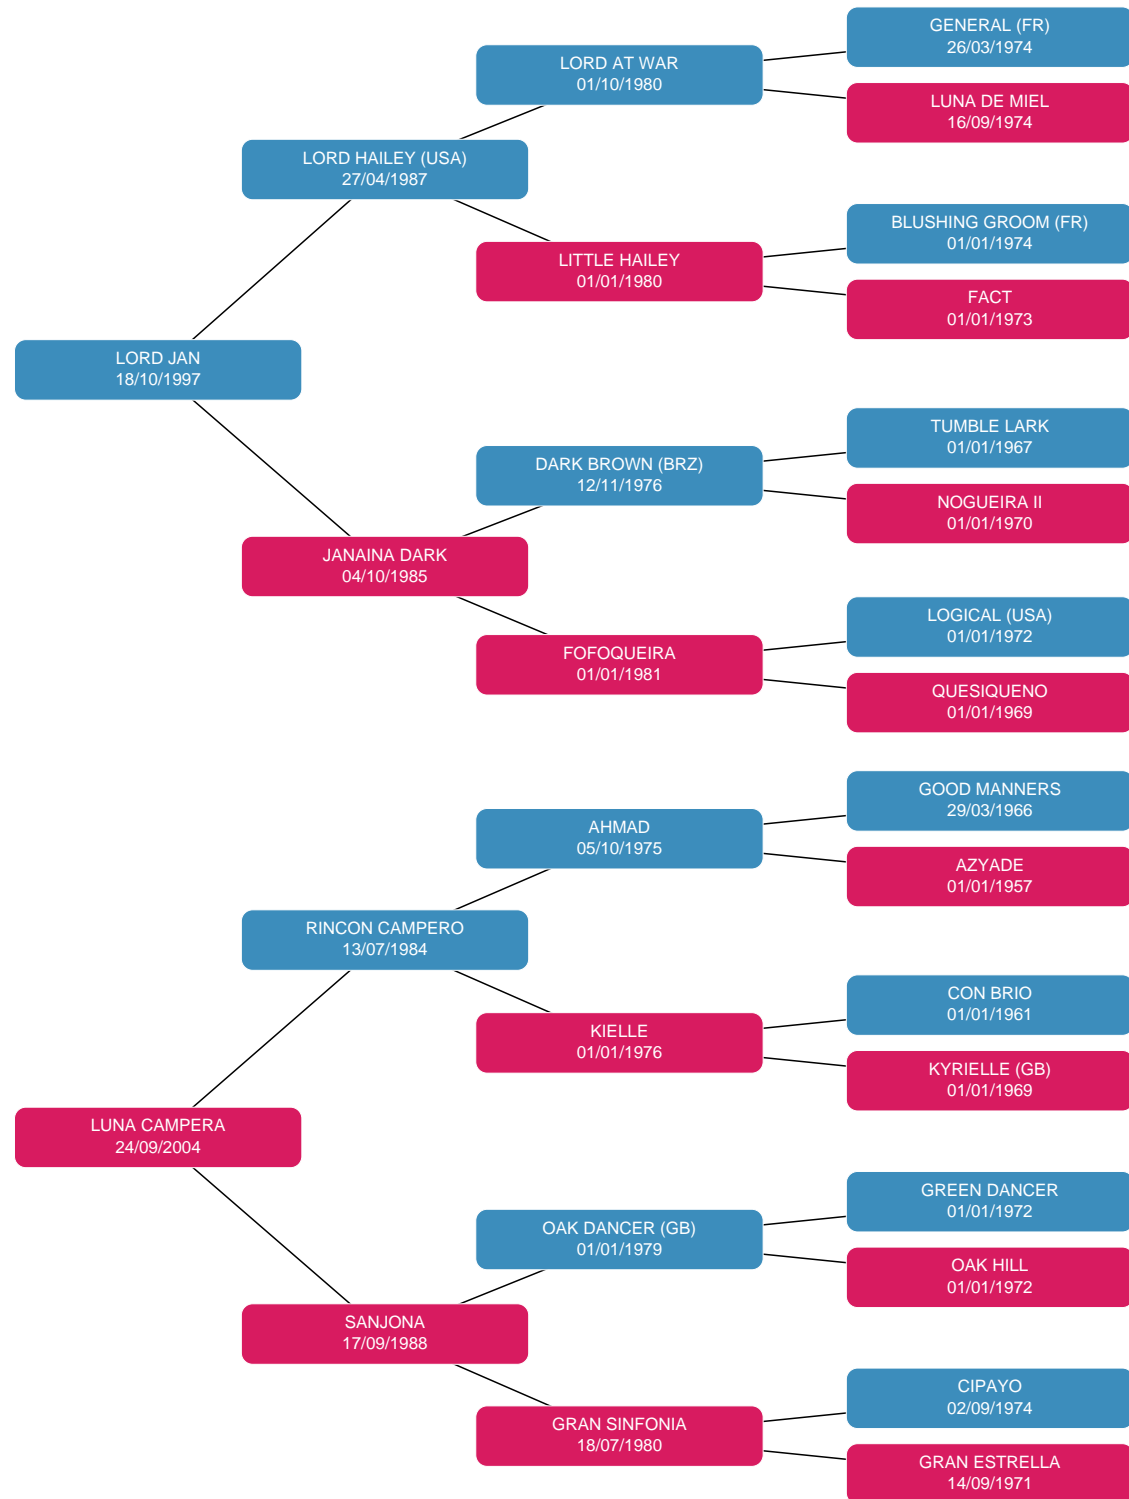 GENERAL (FR)
26/03/1974
LORD AT WAR
01/10/1980
LUNA DE MIEL
16/09/1974
LORD HAILEY (USA)
27/04/1987
BLUSHING GROOM (FR)
01/01/1974
LITTLE HAILEY
01/01/1980
FACT
01/01/1973
LORD JAN
18/10/1997
TUMBLE LARK
01/01/1967
DARK BROWN (BRZ)
12/11/1976
NOGUEIRA II
01/01/1970
JANAINA DARK
04/10/1985
LOGICAL (USA)
01/01/1972
FOFOQUEIRA
01/01/1981
QUESIQUENO
01/01/1969
GOOD MANNERS
29/03/1966
AHMAD
05/10/1975
AZYADE
01/01/1957
RINCON CAMPERO
13/07/1984
CON BRIO
01/01/1961
KIELLE
01/01/1976
KYRIELLE (GB)
01/01/1969
LUNA CAMPERA
24/09/2004
GREEN DANCER
01/01/1972
OAK DANCER (GB)
01/01/1979
OAK HILL
01/01/1972
SANJONA
17/09/1988
CIPAYO
02/09/1974
GRAN SINFONIA
18/07/1980
GRAN ESTRELLA
14/09/1971